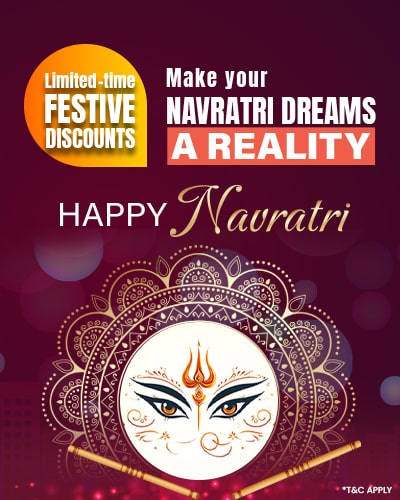 Limited-time
FESTIVE
DISCOUNTS
Make your
NAVRATRI DREAMS
A REALITY
HAPPY Navratri
*T&C APPLY